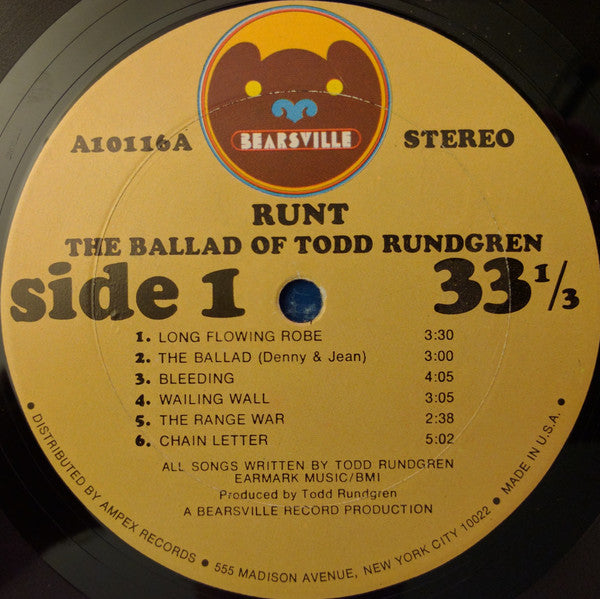 BEARSVILLE
A10116A STEREO
RUNT
THE BALLAD OF TODD RUNDGREN
side 1 33 1/3
1. LONG FLOWING ROBE 3:30
2. THE BALLAD (Denny & Jean) 3:00
3. BLEEDING 4:05
4. WAILING WALL 3:05
5. THE RANGE WAR 2:38
6. CHAIN LETTER 5:02
ALL SONGS WRITTEN BY TODD RUNDGREN
EARMARK MUSIC/BMI
Produced by Todd Rundgren
A BEARSVILLE RECORD PRODUCTION
• DISTRIBUTED BY AMPEX RECORDS • 555 MADISON AVENUE, NEW YORK CITY 10022 • MADE IN U.S.A. •